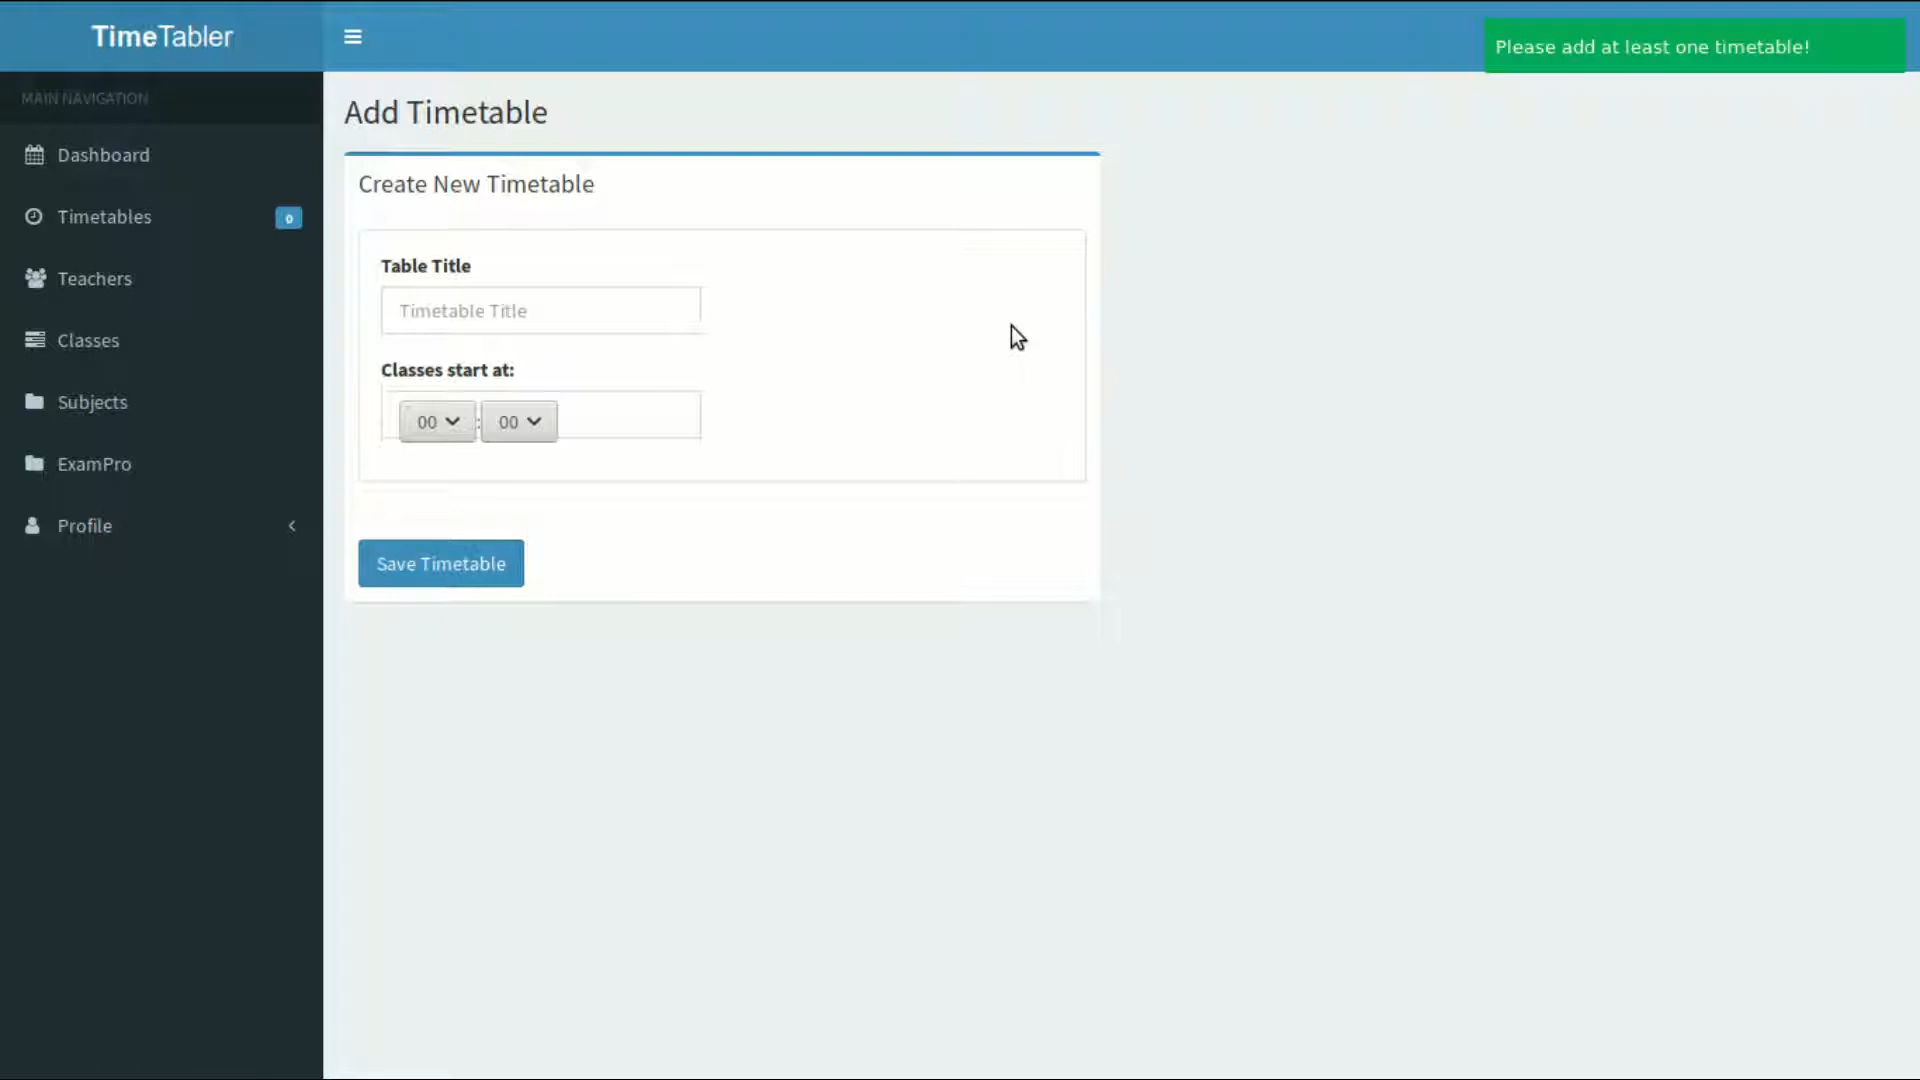 TimeTabler
Please add at least one timetable!
MAIN NAVIGATION
Dashboard
Timetables
0
Teachers
Classes
Subjects
ExamPro
Profile
Add Timetable
Create New Timetable
Table Title
Timetable Title
Classes start at:
00 : 00
Save Timetable